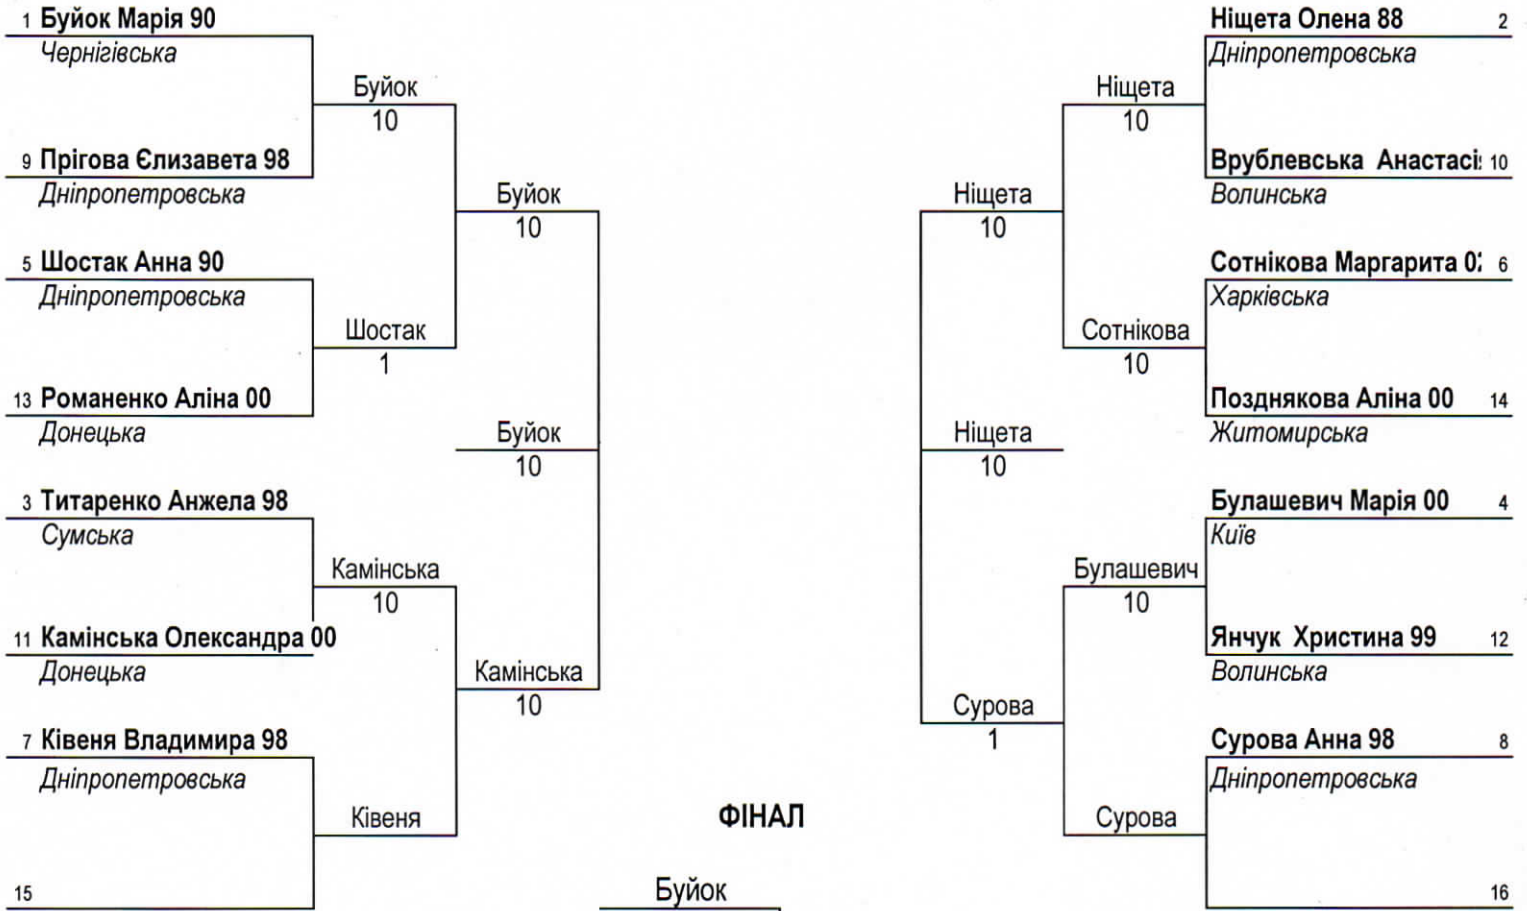 1 Буйок Марія 90
Чернігівська
Буйок
10
9 Прігова Єлизавета 98
Дніпропетровська
Буйок
10
5 Шостак Анна 90
Дніпропетровська
Шостак
1
13 Романенко Аліна 00
Донецька
Буйок
10
3 Титаренко Анжела 98
Сумська
Камінська
10
11 Камінська Олександра 00
Донецька
Камінська
10
7 Ківеня Владимира 98
Дніпропетровська
Ківеня
15
ФІНАЛ
Буйок
Ніщета Олена 88 2
Дніпропетровська
Ніщета
10
Врублевська 10
Волинська
Ніщета
10
Сотнікова Маргарита 6
Харківська
Сотнікова
10
Позднякова Аліна 00 14
Житомирська
Ніщета
10
Булашевич Марія 00 4
Київ
Булашевич
10
Янчук Христина 99 12
Волинська
Сурова
1
Сурова Анна 98 8
Дніпропетровська
Сурова
16